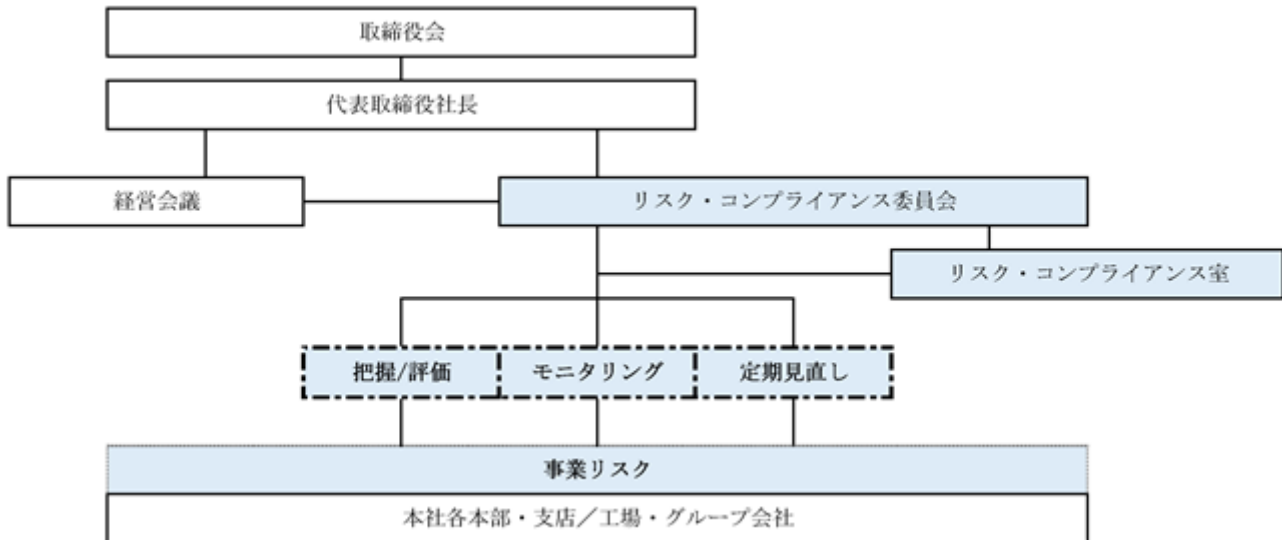 取締役会
代表取締役社長
経営会議
リスク・コンプライアンス委員会
リスク・コンプライアンス室
把握/評価
モニタリング
定期見直し
事業リスク
本社各本部・支店／工場・グループ会社